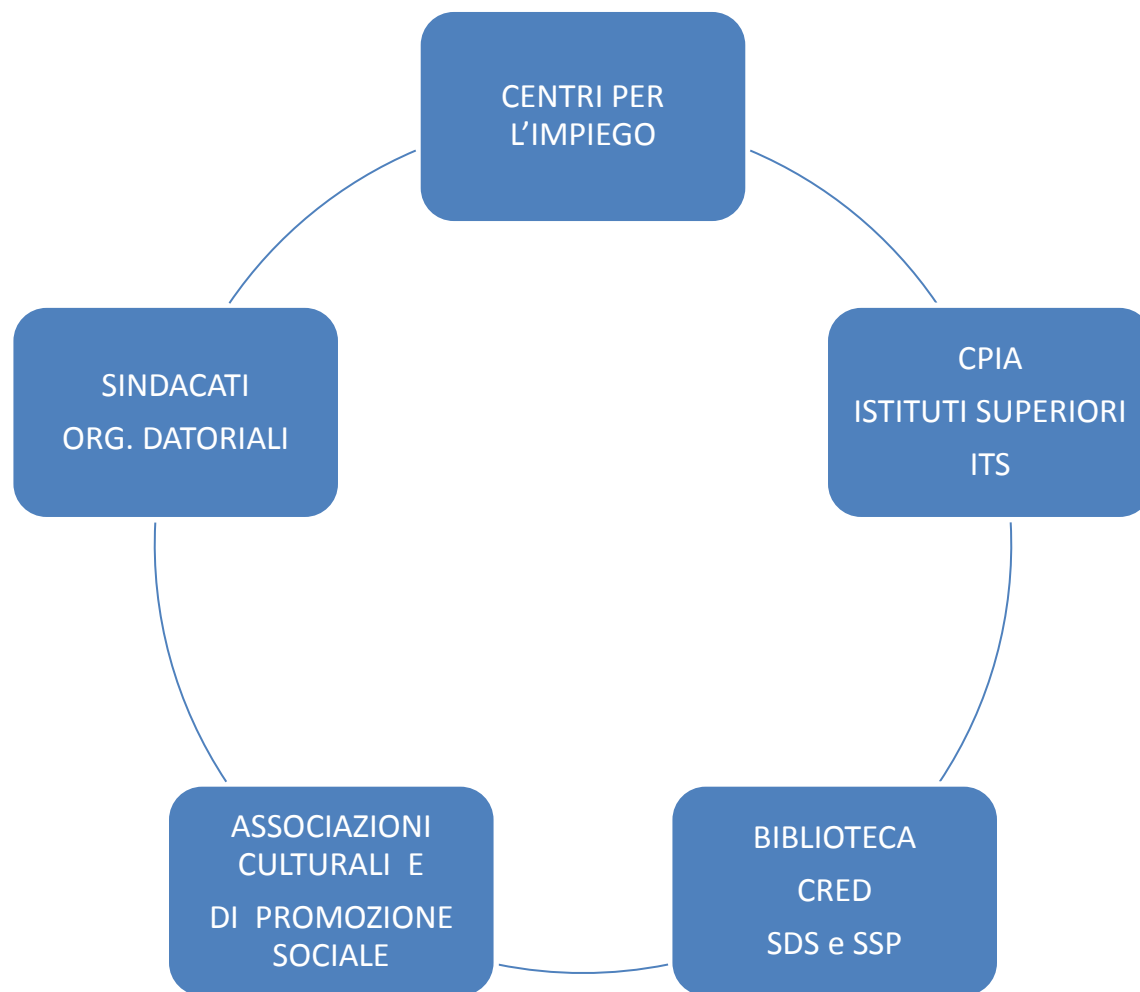 CENTRI PER
L’IMPIEGO
CPIA
ISTITUTI SUPERIORI
ITS
BIBLIOTECA
CRED
SDS e SSP
ASSOCIAZIONI
CULTURALI E
DI PROMOZIONE
SOCIALE
SINDACATI
ORG. DATORIALI